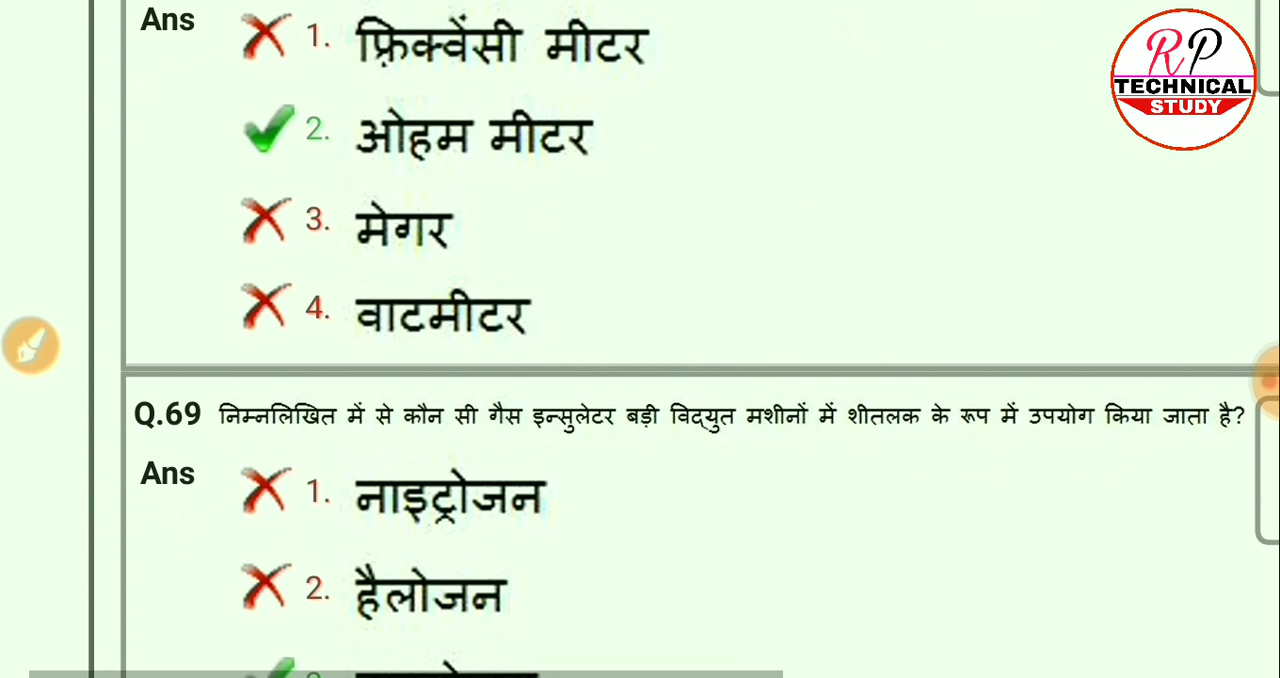 Ans 1. फ़्रिक्वेंसी मीटर
RP
TECHNICAL
STUDY
2. ओहम मीटर
3. मेगर
4. वाटमीटर
Q.69 निम्नलिखित में से कौन सी गैस इन्सुलेटर बड़ी विद्युत मशीनों में शीतलक के रूप में उपयोग किया जाता है?
Ans 1. नाइट्रोजन
2. हैलोजन